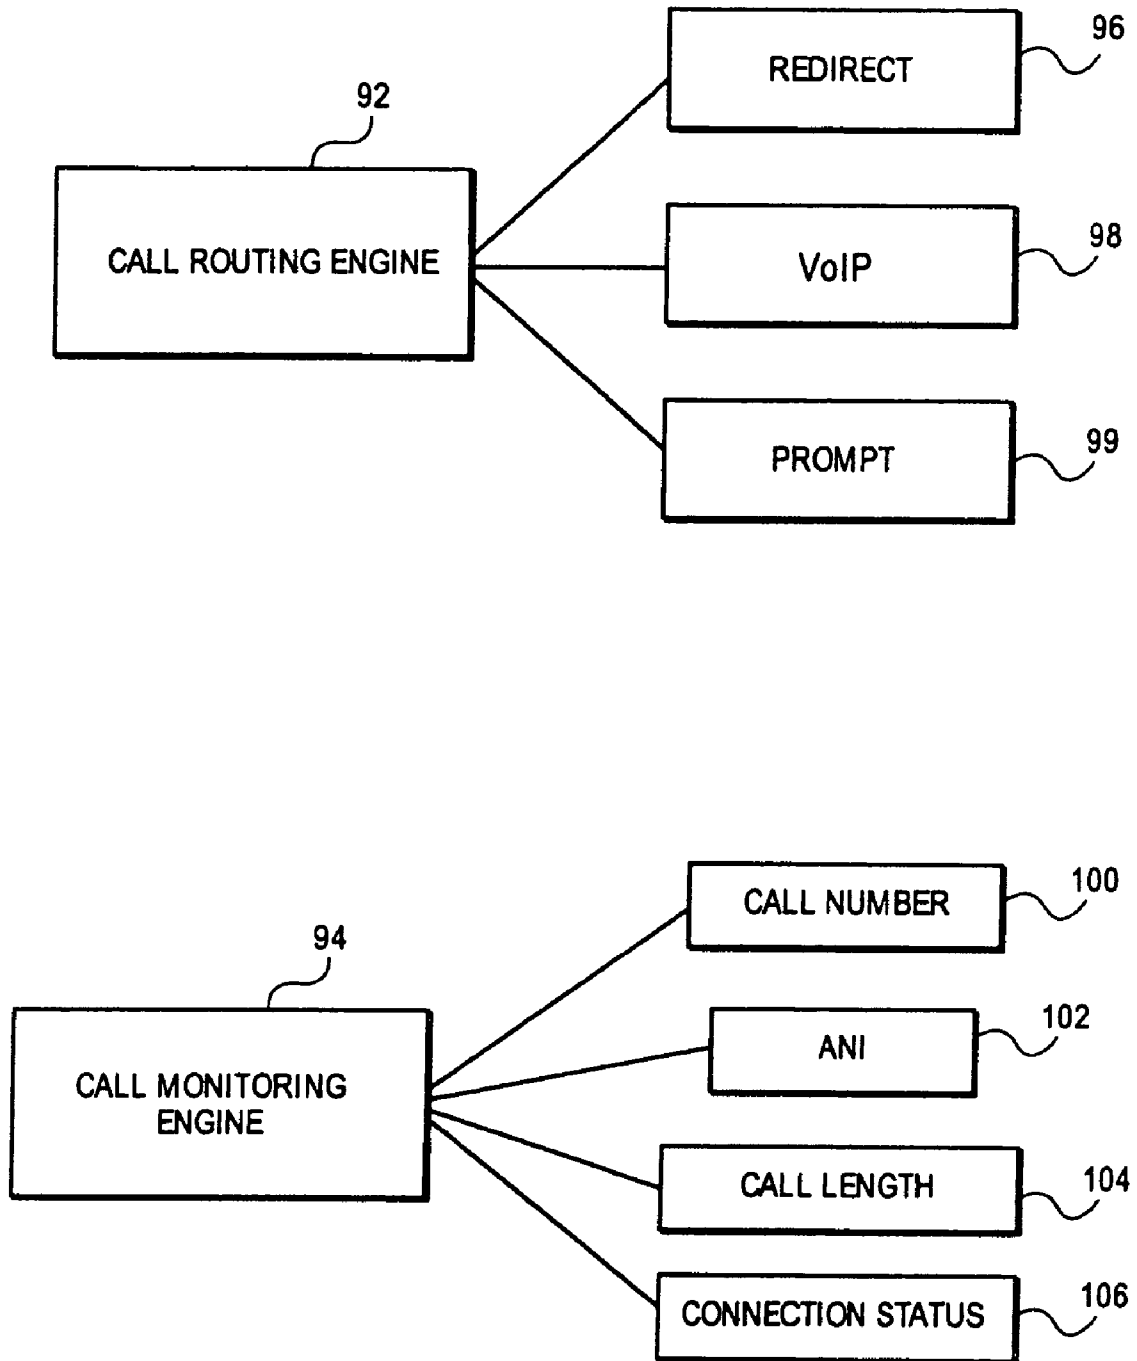 96
REDIRECT
92
98
CALL ROUTING ENGINE
VoIP
99
PROMPT
100
CALL NUMBER
94
102
ANI
CALL MONITORING
ENGINE
CALL LENGTH
104
CONNECTION STATUS
106